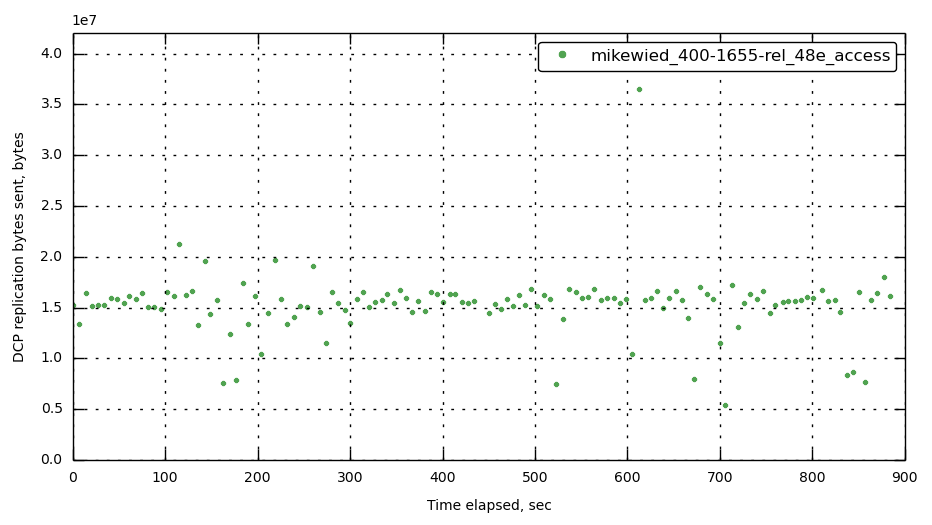 1e7
mikewied_400-1655-rel_48e_access
4.0
3.5
3.0
2.5
2.0
1.5
1.0
0.5
0.0
DCP replication bytes sent, bytes
0 100 200 300 400 500 600 700 800 900
Time elapsed, sec